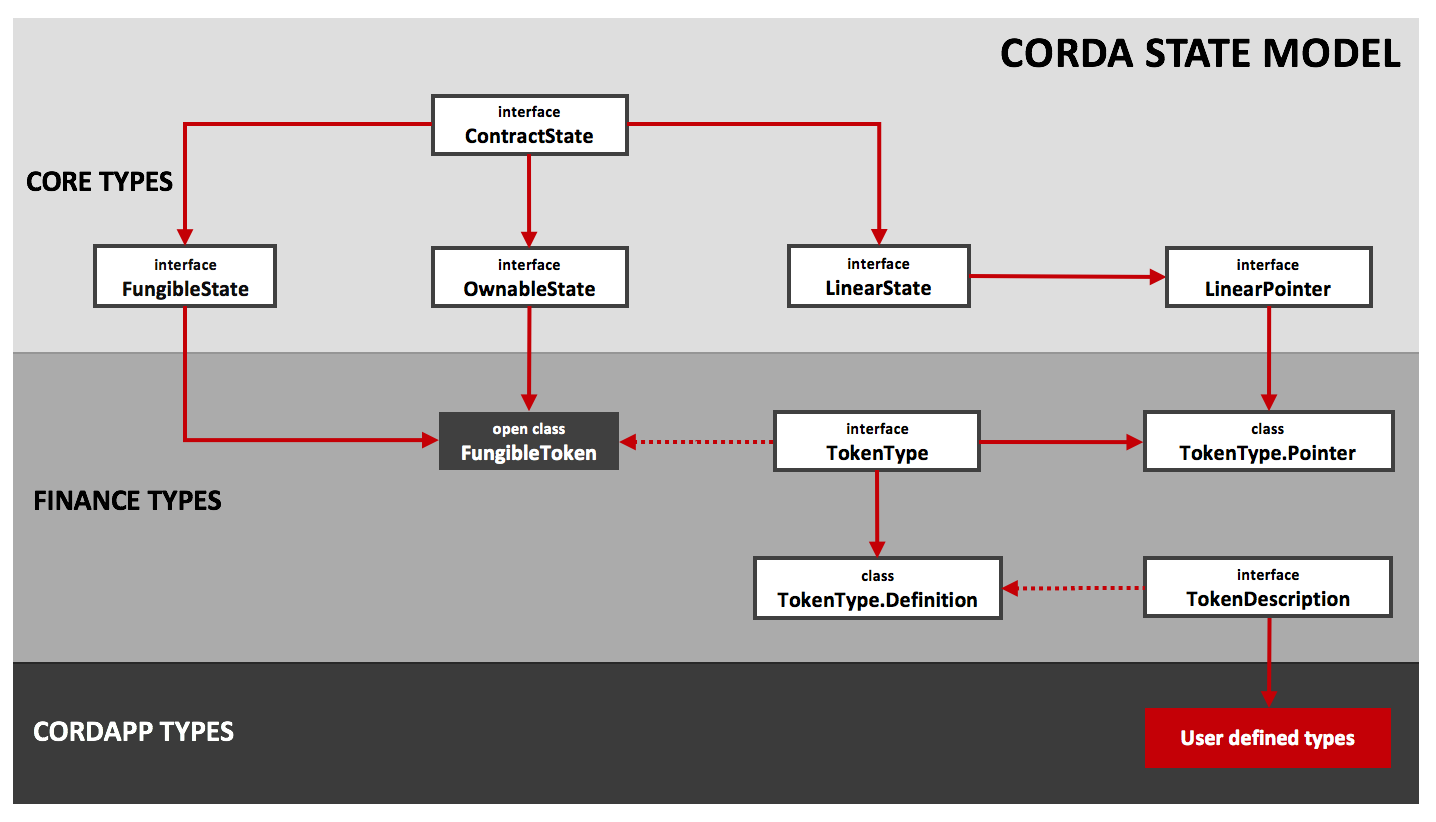 CORDA STATE MODEL
interface
ContractState
CORE TYPES
interface
FungibleState
interface
OwnableState
interface
LinearState
interface
LinearPointer
open class
FungibleToken
interface
TokenType
class
TokenType.Pointer
FINANCE TYPES
class
TokenType.Definition
interface
TokenDescription
CORDAPP TYPES
User defined types